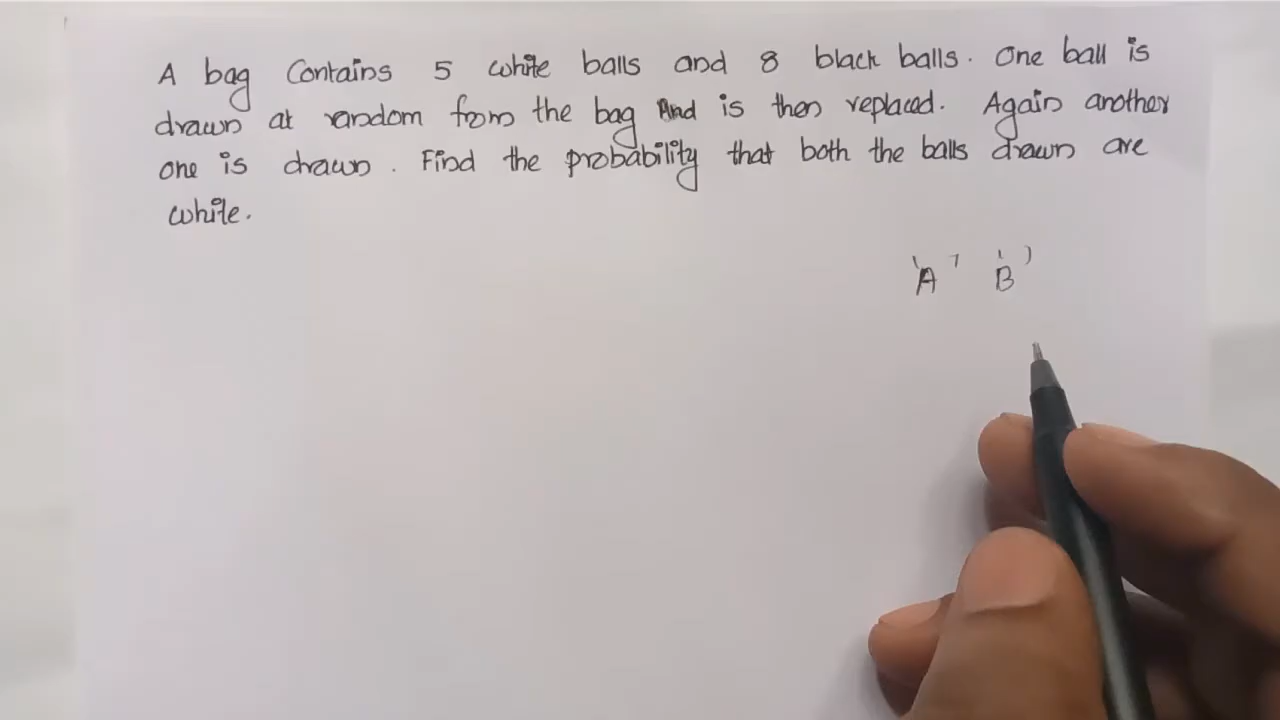 A bag Contains 5 white balls and 8 black balls. One ball is
drawn at random from the bag And is then replaced. Again another
one is drawn. Find the probability that both the balls drawn are
white.
'A' 'B'